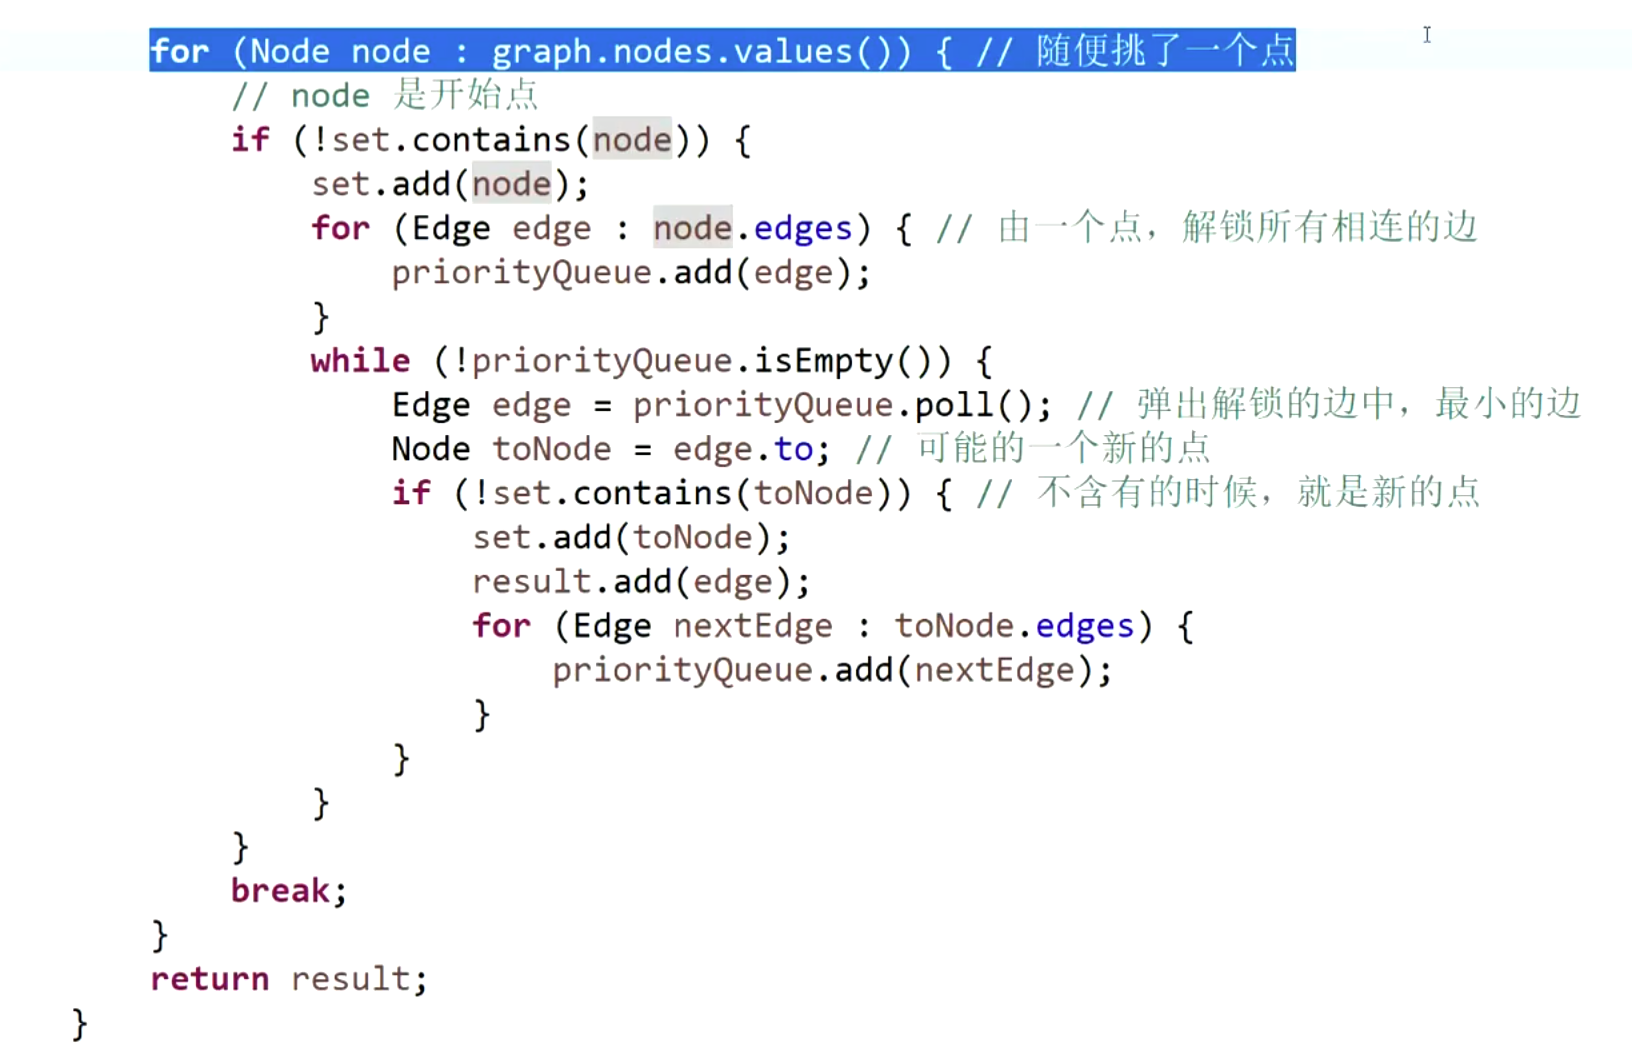 for (Node node : graph.nodes.values()) { // 随便挑了一个点
// node 是开始点
if (!set.contains(node)) {
set.add(node);
for (Edge edge : node.edges) { // 由一个点，解锁所有相连的边
priorityQueue.add(edge);
}
while (!priorityQueue.isEmpty()) {
Edge edge = priorityQueue.poll(); // 弹出解锁的边中，最小的边
Node toNode = edge.to; // 可能的一个新的点
if (!set.contains(toNode)) { // 不含有的时候，就是新的点
set.add(toNode);
result.add(edge);
for (Edge nextEdge : toNode.edges) {
priorityQueue.add(nextEdge);
}
}
}
}
break;
}
return result;
}